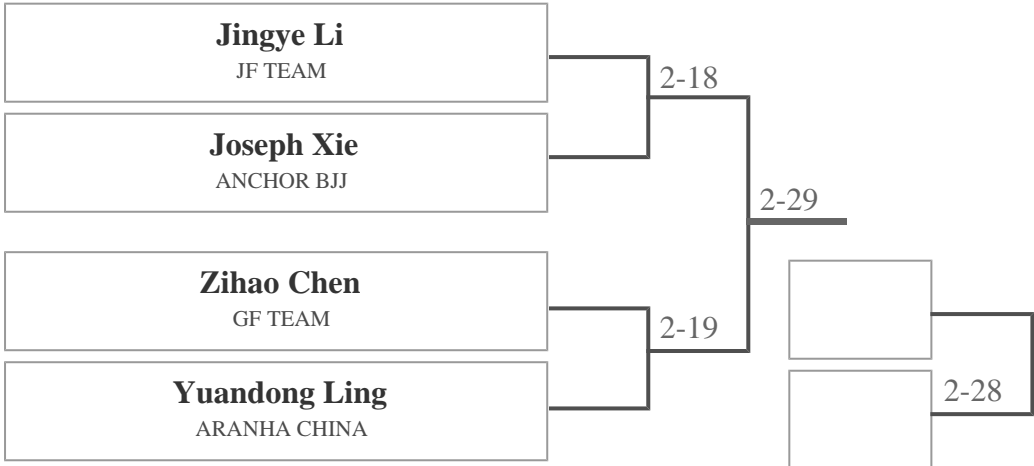 Jingye Li
JF TEAM
2-18
Joseph Xie
ANCHOR BJJ
2-29
Zihao Chen
GF TEAM
2-19
Yuandong Ling
ARANHA CHINA
2-28